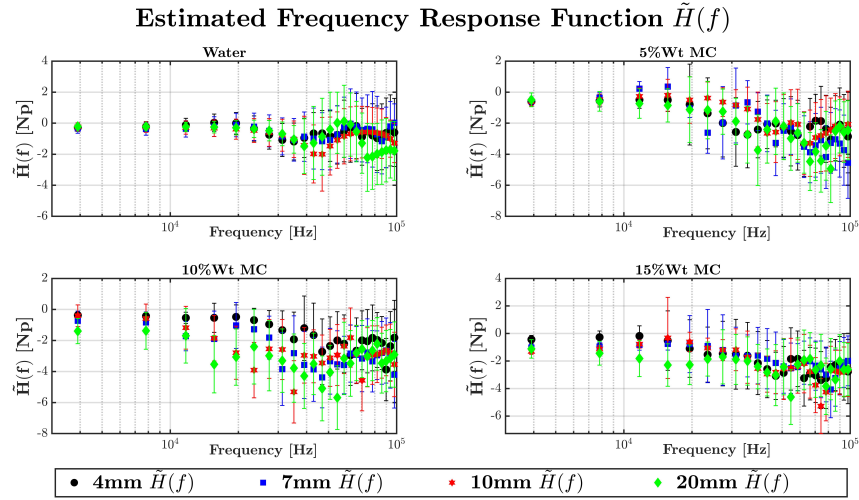 Estimated Frequency Response Function H̃(f)
Water
H̃(f) [Np]
4
2
0
-2
-4
-6
10^4
10^5
Frequency [Hz]
5%Wt MC
H̃(f) [Np]
2
0
-2
-4
-6
-8
10^4
10^5
Frequency [Hz]
10%Wt MC
H̃(f) [Np]
2
0
-2
-4
-6
-8
10^4
10^5
Frequency [Hz]
15%Wt MC
H̃(f) [Np]
4
2
0
-2
-4
-6
10^4
10^5
Frequency [Hz]
4mm H̃(f) 7mm H̃(f) 10mm H̃(f) 20mm H̃(f)